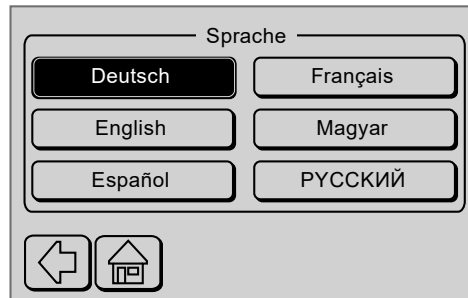 Sprache
Deutsch Français
English Magyar
Español РУССКИЙ